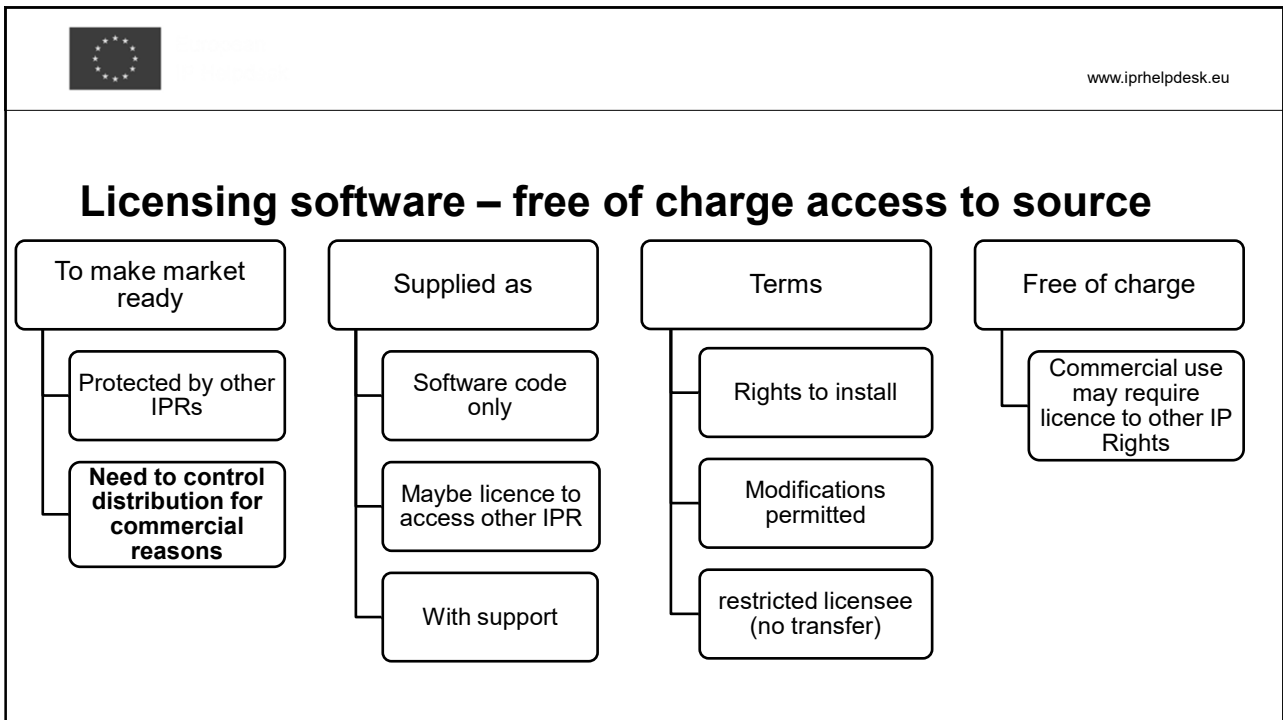 www.iprhelpdesk.eu
Licensing software – free of charge access to source
To make market
ready
Protected by other
IPRs
Need to control
distribution for
commercial
reasons
Supplied as
Software code
only
Maybe licence to
access other IPR
With support
Terms
Rights to install
Modifications
permitted
restricted licensee
(no transfer)
Free of charge
Commercial use
may require
licence to other IP
Rights